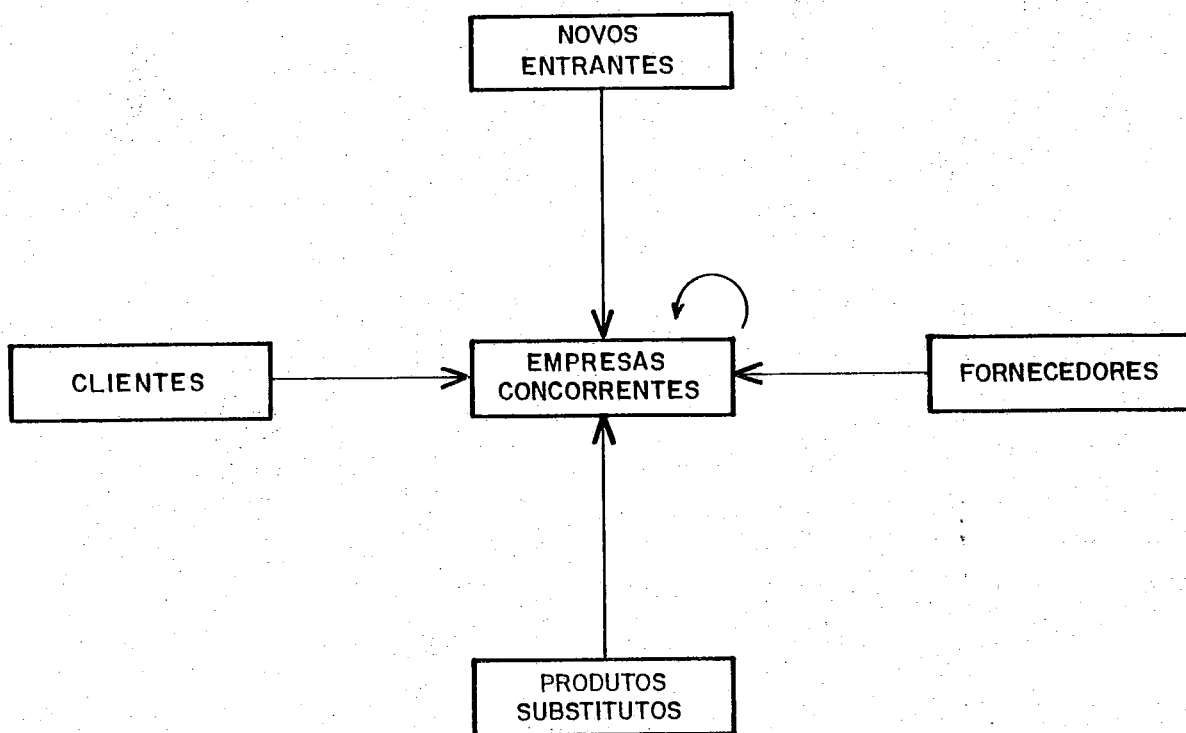 NOVOS
ENTRANTES
CLIENTES
EMPRESAS
CONCORRENTES
FORNECEDORES
PRODUTOS
SUBSTITUTOS